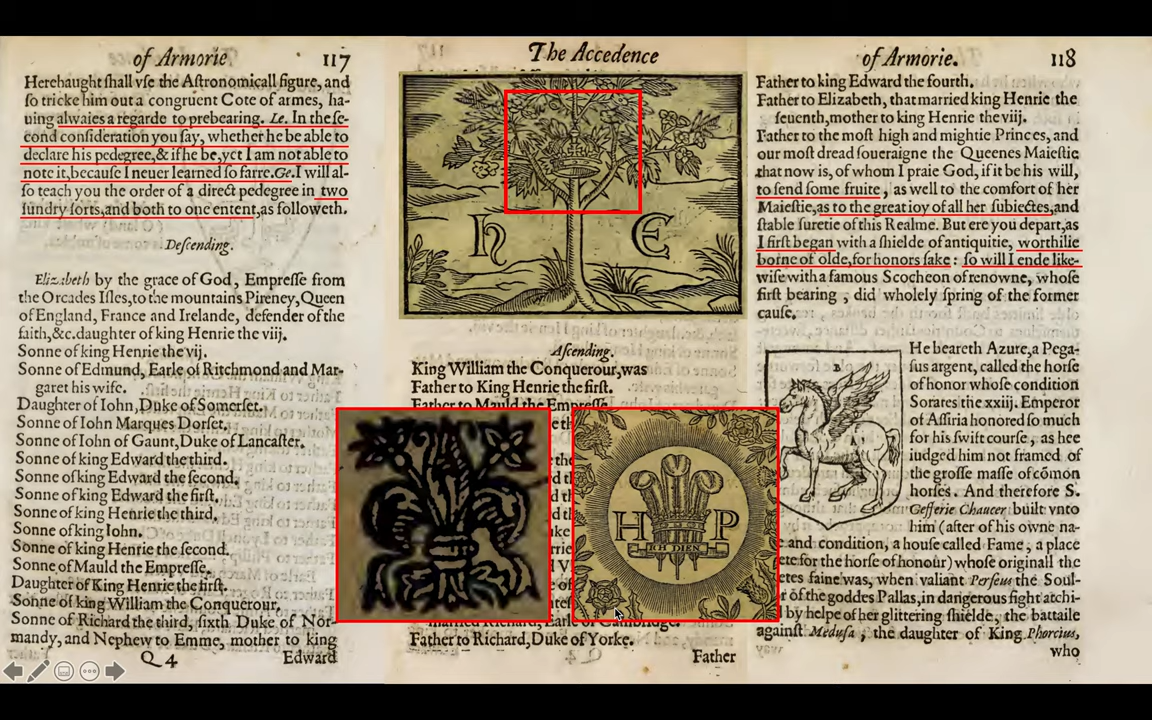 of Armorie 117
Herehaught ſhall vſe the Aſtronomicall figure, and
ſo tricke him out a congruent Cote of armes, ha-
uing alwaies a regarde to prebearing. Le. In the ſe-
cond conſideration you ſay, whether he be able to
declare his pedegree,& if he be,yet I am not able to
note it,becauſe I neuer learned ſo farre.Ge.I will al-
ſo teach you the order of a direct pedegree in two
ſundry ſorts,and both to one entent,as followeth.
Deſcending.
Elizabeth by the grace of God, Empreſſe from
the Orcades Iſles,to the mountains Pireney,Queen
of England, France and Irelande, defender of the
faith,&c.daughter of king Henrie the viij.
Sonne of king Henrie the vij.
Sonne of Edmund, Earle of Ritchmond and Mar-
garet his wife.
Daughter of Iohn,Duke of Somerſet.
Sonne of Iohn Marques Dorſet.
Sonne of Iohn of Gaunt,Duke of Lancaſter.
Sonne of king Edward the third.
Sonne of king Edward the ſecond.
Sonne of king Edward the firſt.
Sonne of king Henrie the third,
Sonne of king Iohn.
Sonne of king Henrie the ſecond.
Sonne of Mauld the Empreſſe.
Daughter of King Henrie the firſt.
Sonne of king William the Conquerour,
Sonne of Richard the third, ſixth Duke of Nor-
mandy, and Nephew to Emme, mother to king
Q 4 Edward
The Accedence
H E
Aſcending.
King William the Conquerour,was
Father to King Henrie the firſt.
Father to Mauld the Empreſſe
H P
ICH DIEN
married Richard, Earle of Cambridge.
Father to Richard,Duke of Yorke.
Father
of Armorie. 118
Father to king Edward the fourth.
Father to Elizabeth, that married king Henrie the
ſeuenth,mother to king Henrie the viij.
Father to the moſt high and mightie Princes, and
our moſt dread ſoueraigne the Queenes Maieſtie
that now is, of whom I praie God, if it be his will,
to ſend ſome fruite, as well to the comfort of her
Maieſtie,as to the great ioy of all her ſubiectes,and
ſtable ſuretie of this Realme. But ere you depart,as
I firſt began with a ſhielde of antiquitie, worthilie
borne of olde,for honors ſake: ſo will I ende like-
wiſe with a famous Scocheon of renowne, whoſe
firſt bearing, did wholely ſpring of the former
cauſe.
B
He beareth Azure,a Pega-
ſus argent, called the horſe
of honor whoſe condition
Sorates the xxiij. Emperor
of Aſſiria honored ſo much
for his ſwift courſe, as hee
iudged him not framed of
the groſſe maſſe of cõmon
horſes. And therefore S.
Gefferie Chaucer built vnto
him (after of his owne na-
and condition, a houſe called Fame, a place
for the horſe of honour) whoſe originall the
faine was, when valiant Perſeus the Soul-
of the goddes Pallas,in dangerous fight atchi-
by helpe of her glittering ſhielde, the battaile
againſt Meduſa, the daughter of King Phorcius,
who